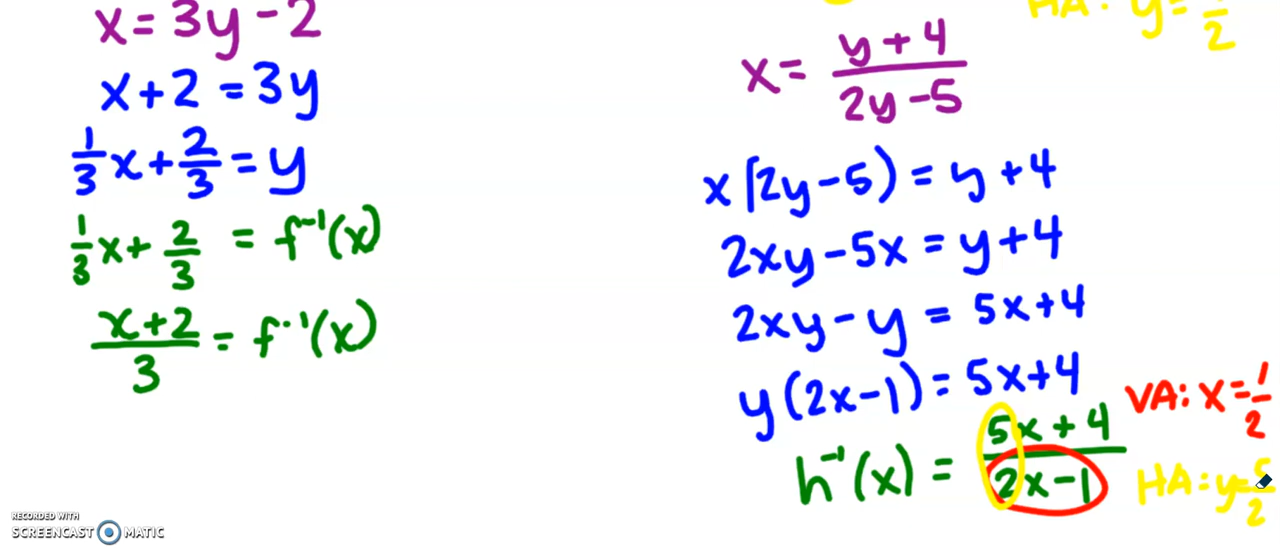 x = 3y - 2
x + 2 = 3y
1/3 x + 2/3 = y
1/3 x + 2/3 = f⁻¹(x)
(x + 2)/3 = f⁻¹(x)
HA: y = 1/2
x = (y + 4)/(2y - 5)
x(2y - 5) = y + 4
2xy - 5x = y + 4
2xy - y = 5x + 4
y(2x - 1) = 5x + 4
h⁻¹(x) = (5x + 4)/(2x - 1)
VA: x = 1/2
HA: y = 5/2
RECORDED WITH
SCREENCAST MATIC